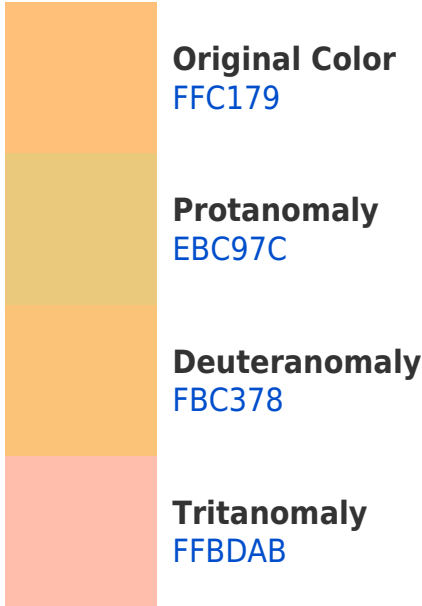 Original Color
FFC179
Protanomaly
EBC97C
Deuteranomaly
FBC378
Tritanomaly
FFBDAB